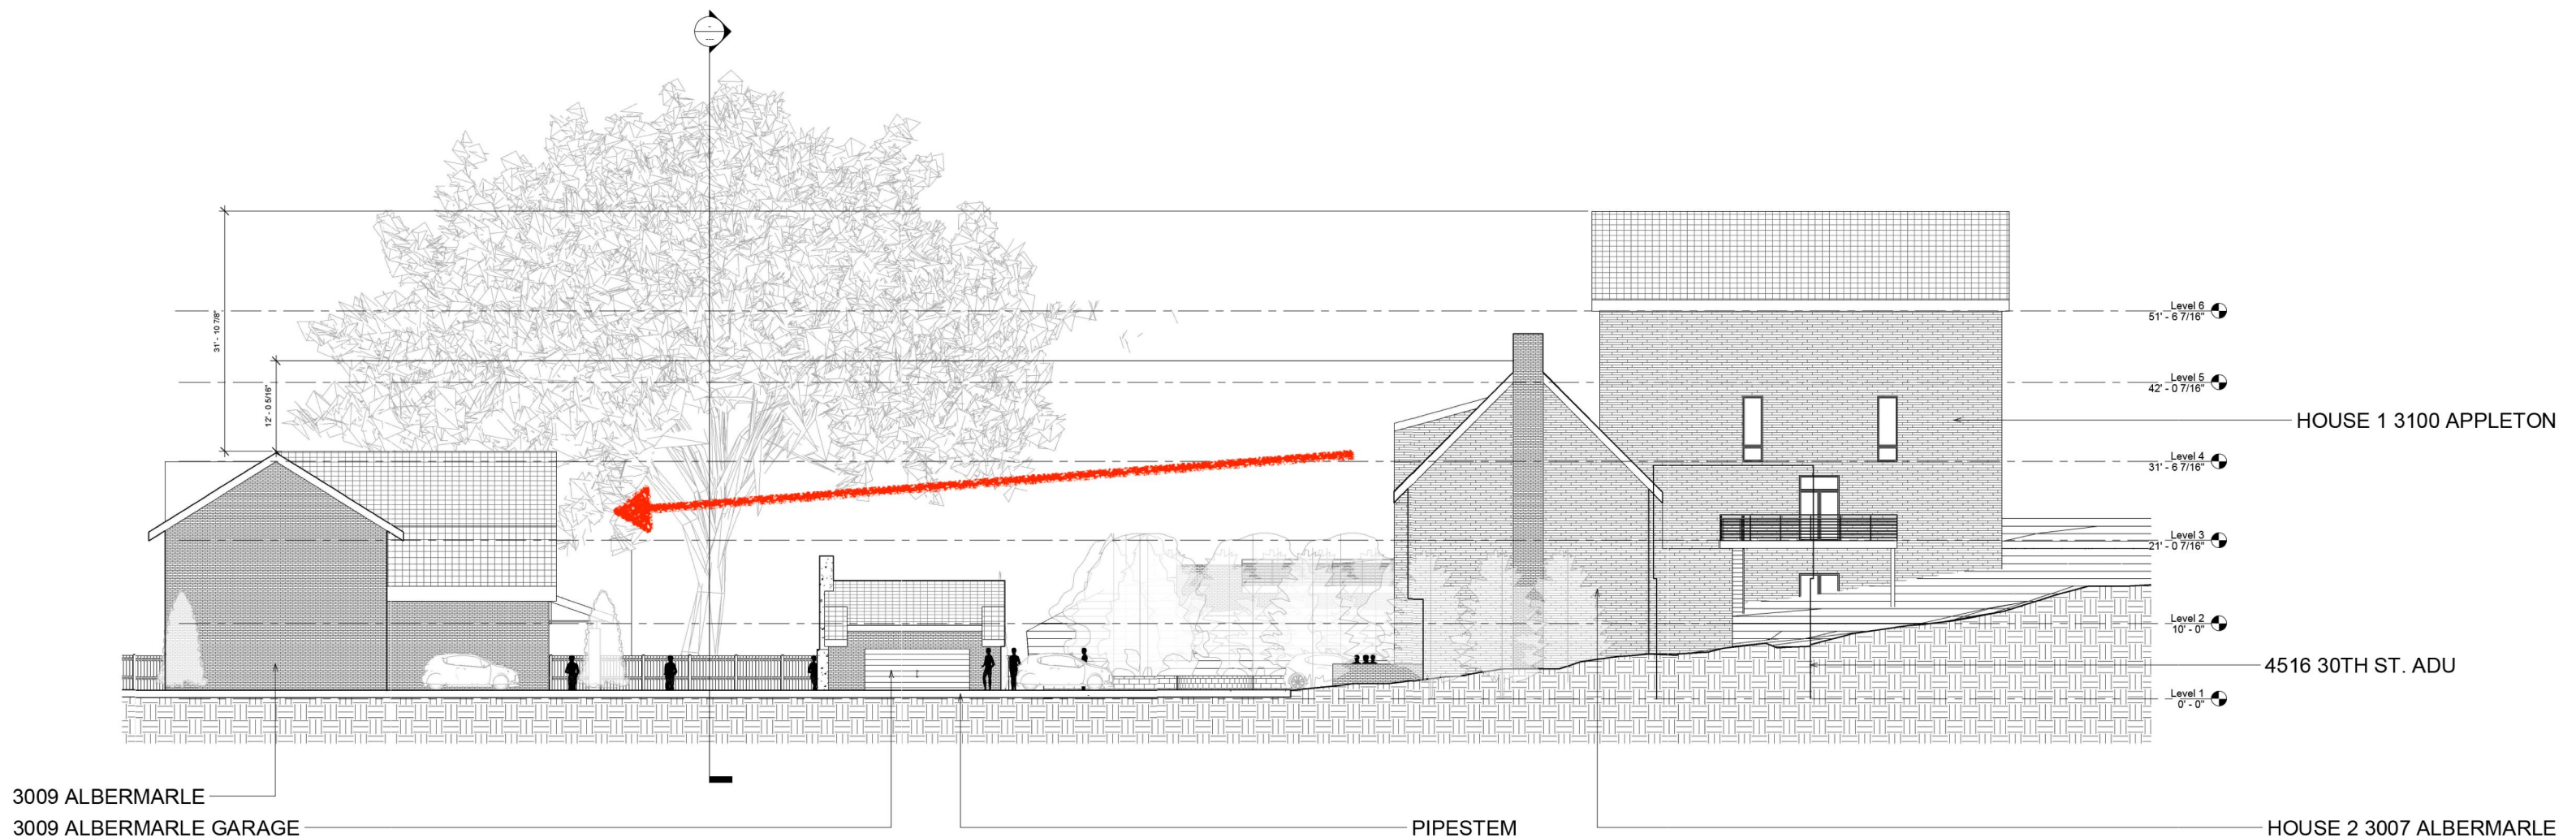 31' - 10 7/8"
12' - 0 5/16"
Level 6
51' - 6 7/16"
Level 5
42' - 0 7/16"
HOUSE 1 3100 APPLETON
Level 4
31' - 6 7/16"
Level 3
21' - 0 7/16"
Level 2
10' - 0"
4516 30TH ST. ADU
Level 1
0' - 0"
3009 ALBERMARLE
3009 ALBERMARLE GARAGE
PIPESTEM
HOUSE 2 3007 ALBERMARLE